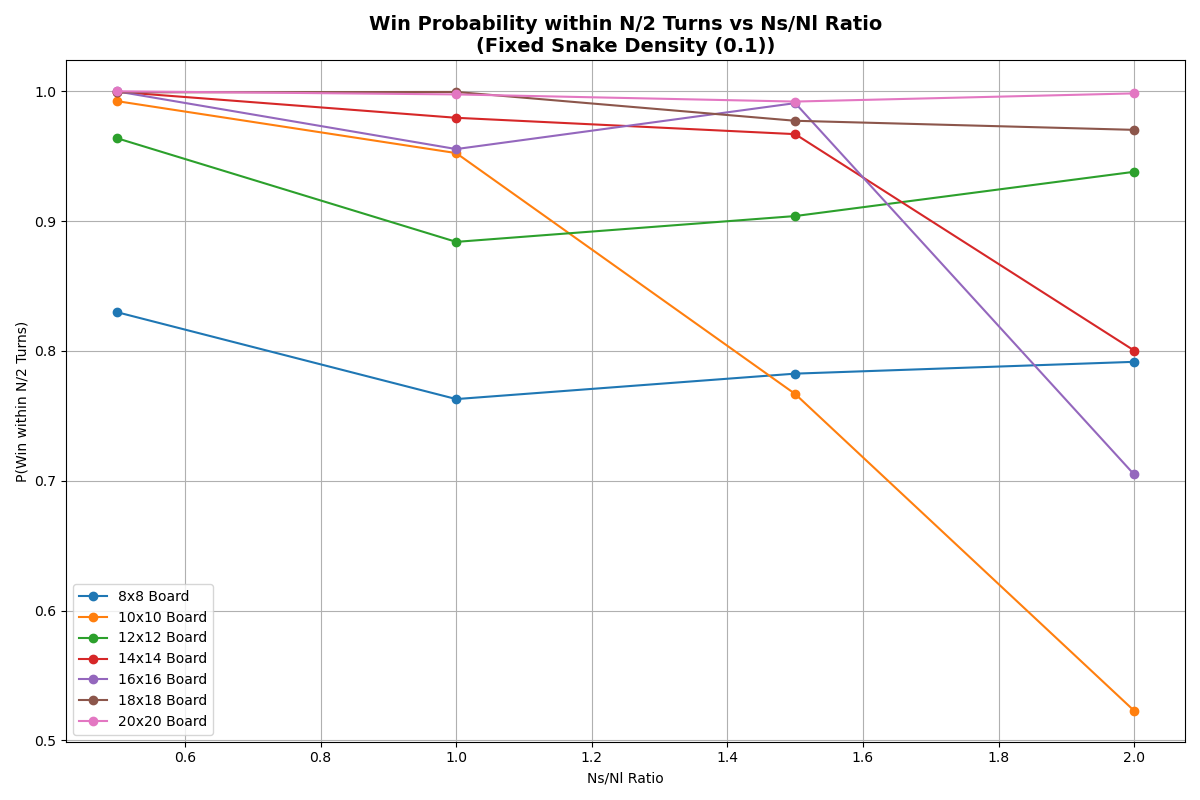 Win Probability within N/2 Turns vs Ns/Nl Ratio
(Fixed Snake Density (0.1))
1.0
0.9
0.8
0.7
0.6
0.5
P(Win within N/2 Turns)
8x8 Board
10x10 Board
12x12 Board
14x14 Board
16x16 Board
18x18 Board
20x20 Board
0.6 0.8 1.0 1.2 1.4 1.6 1.8 2.0
Ns/Nl Ratio